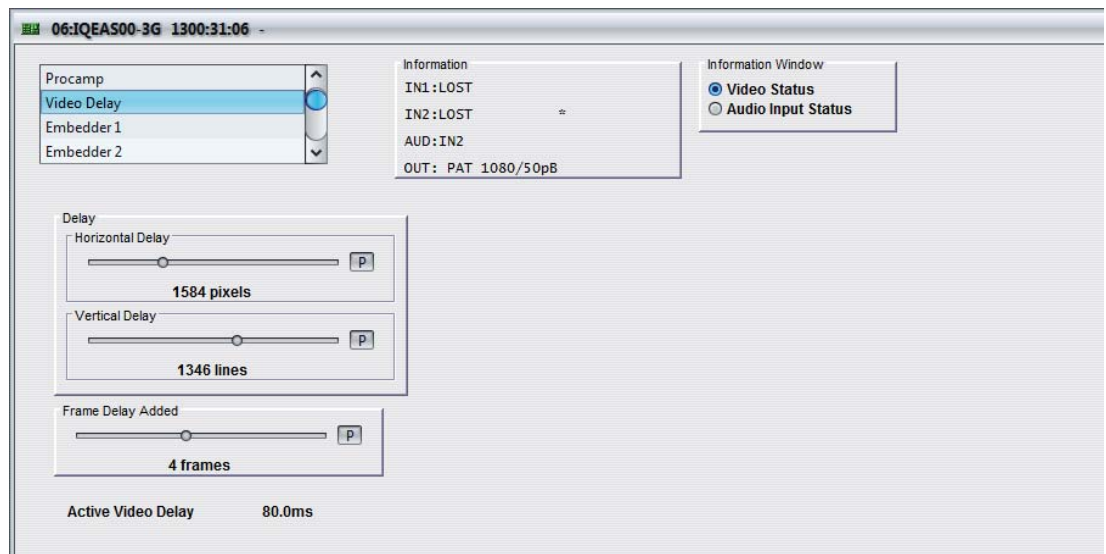 06:IQEAS00-3G 1300:31:06 -
Procamp
Video Delay
Embedder 1
Embedder 2
Information
IN1:LOST
IN2:LOST *
AUD:IN2
OUT: PAT 1080/50pB
Information Window
Video Status
Audio Input Status
Delay
Horizontal Delay
P
1584 pixels
Vertical Delay
P
1346 lines
Frame Delay Added
P
4 frames
Active Video Delay 80.0ms